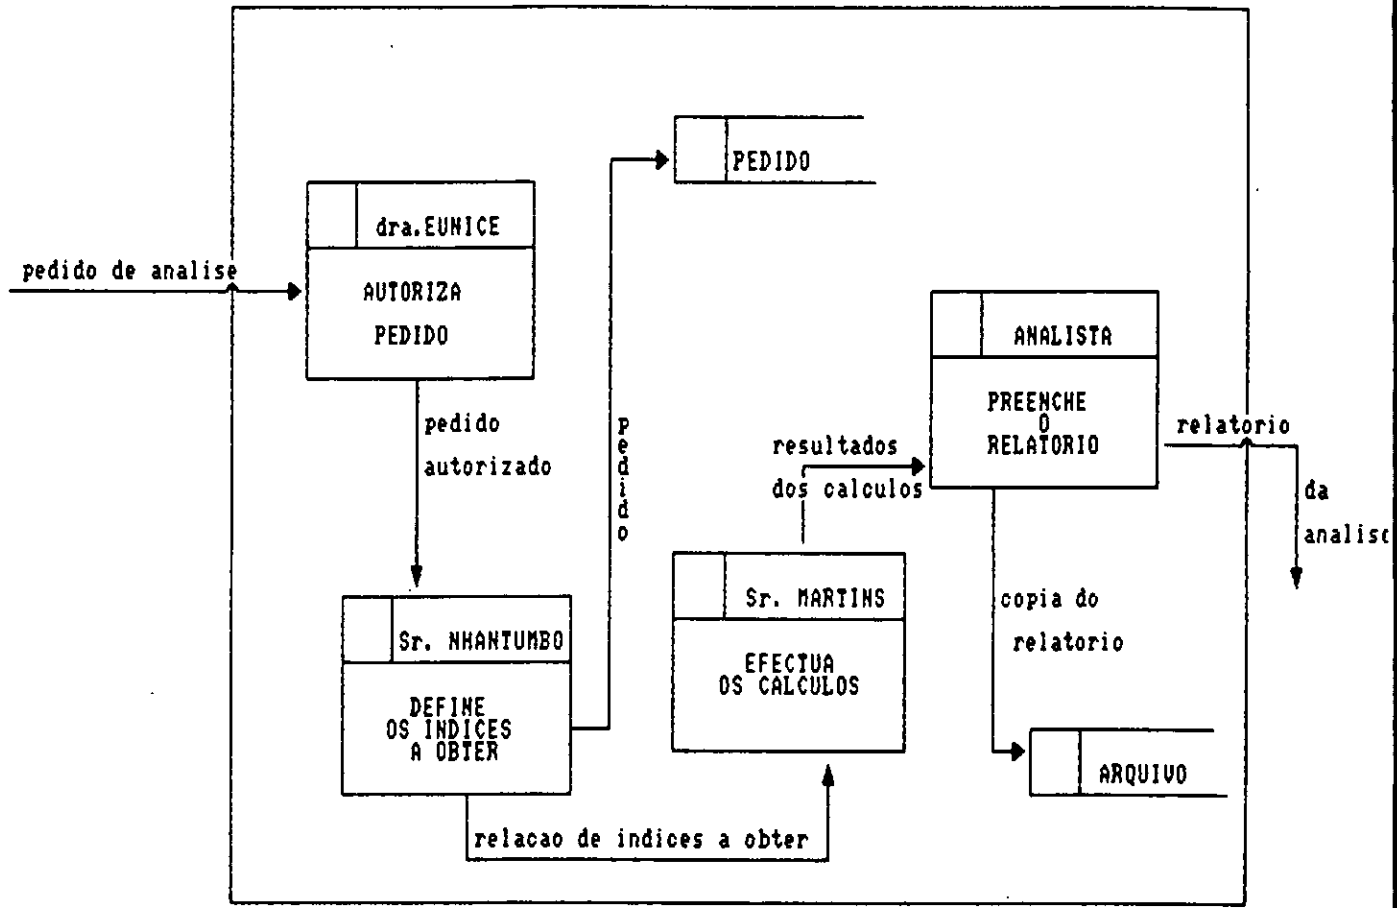 PEDIDO
dra.EUNICE
pedido de analise
AUTORIZA
PEDIDO
ANALISTA
PREENCHE
O
RELATORIO
pedido
autorizado
pedido
resultados
dos calculos
relatorio
da
analise
Sr. NHANTUMBO
DEFINE
OS INDICES
A OBTER
Sr. MARTINS
EFECTUA
OS CALCULOS
copia do
relatorio
ARQUIVO
relacao de indices a obter